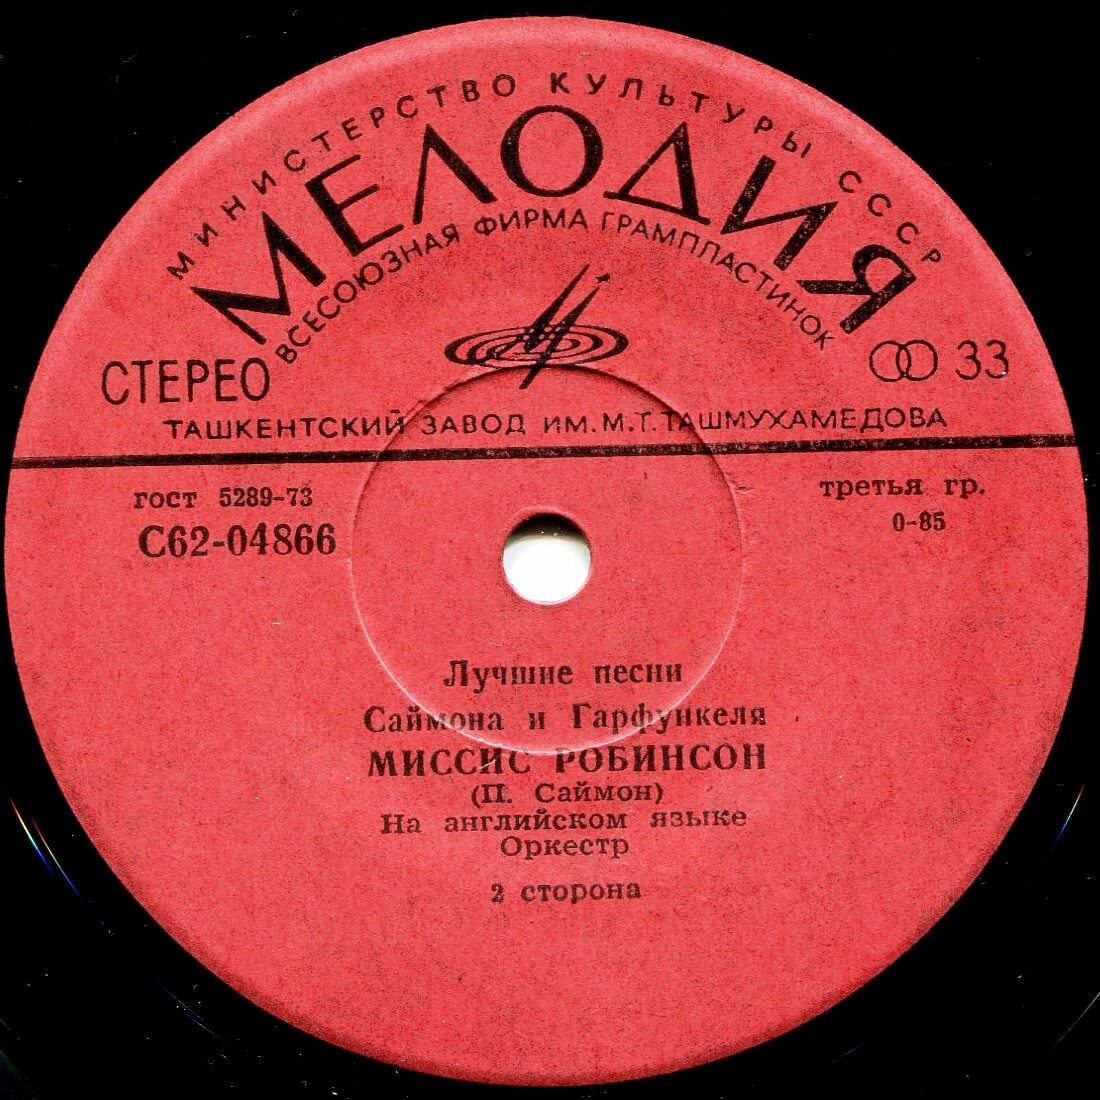 МИНИСТЕРСТВО КУЛЬТУРЫ СССР
МЕЛОДИЯ
ВСЕСОЮЗНАЯ ФИРМА ГРАМПЛАСТИНОК
СТЕРЕО 33
ТАШКЕНТСКИЙ ЗАВОД ИМ. М. Т. ТАШМУХАМЕДОВА
гост 5289-73 третья гр.
С62-04866 0-85
Лучшие песни
Саймона и Гарфункеля
МИССИС РОБИНСОН
(П. Саймон)
На английском языке
Оркестр
2 сторона